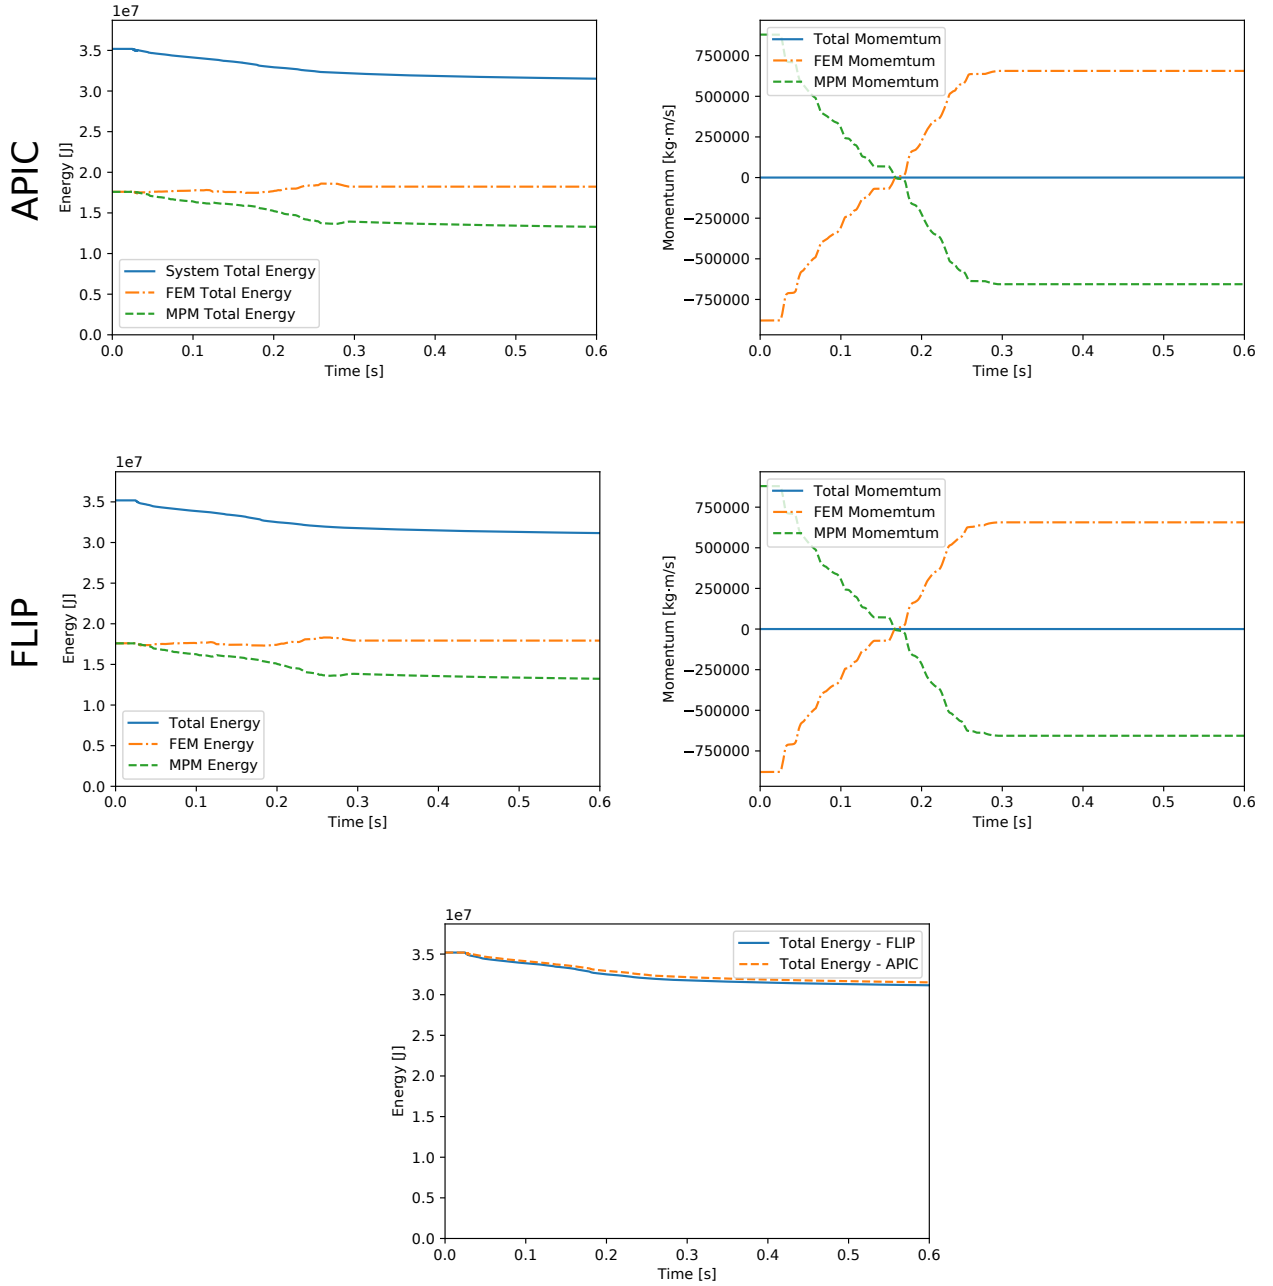 APIC
1e7
Energy [J]
3.5
3.0
2.5
2.0
1.5
1.0
0.5
0.0
System Total Energy
FEM Total Energy
MPM Total Energy
0.0 0.1 0.2 0.3 0.4 0.5 0.6
Time [s]
Momentum [kg·m/s]
750000
500000
250000
0
−250000
−500000
−750000
Total Momemtum
FEM Momemtum
MPM Momemtum
0.0 0.1 0.2 0.3 0.4 0.5 0.6
Time [s]
FLIP
1e7
Energy [J]
3.5
3.0
2.5
2.0
1.5
1.0
0.5
0.0
Total Energy
FEM Energy
MPM Energy
0.0 0.1 0.2 0.3 0.4 0.5 0.6
Time [s]
Momentum [kg·m/s]
750000
500000
250000
0
−250000
−500000
−750000
Total Momemtum
FEM Momemtum
MPM Momemtum
0.0 0.1 0.2 0.3 0.4 0.5 0.6
Time [s]
1e7
Energy [J]
3.5
3.0
2.5
2.0
1.5
1.0
0.5
0.0
Total Energy - FLIP
Total Energy - APIC
0.0 0.1 0.2 0.3 0.4 0.5 0.6
Time [s]